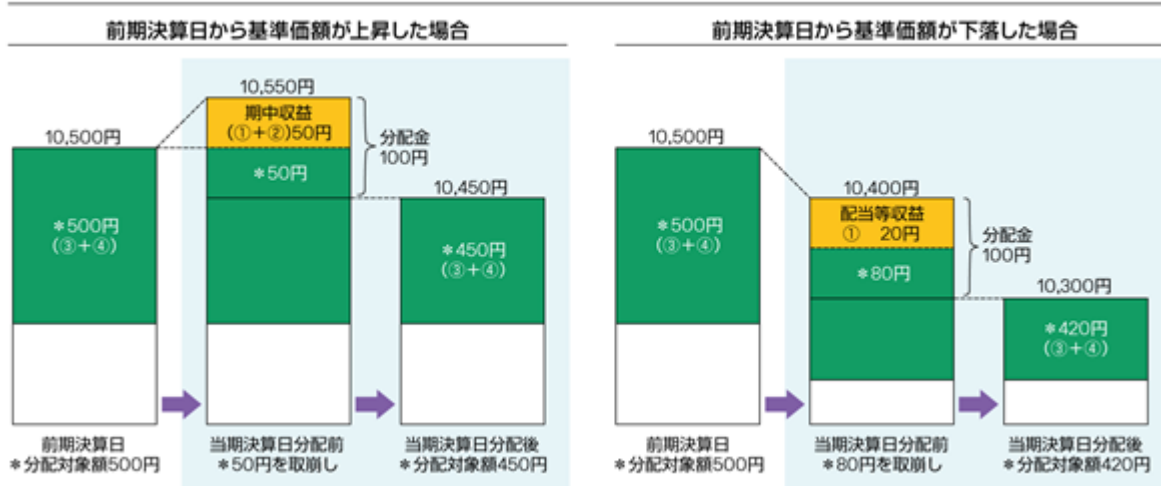 前期決算日から基準価額が上昇した場合
10,500円
*500円
(③+④)
前期決算日
*分配対象額500円
10,550円
期中収益
(①+②)50円
*50円
分配金
100円
当期決算日分配前
*50円を取崩し
10,450円
*450円
(③+④)
当期決算日分配後
*分配対象額450円
前期決算日から基準価額が下落した場合
10,500円
*500円
(③+④)
前期決算日
*分配対象額500円
10,400円
配当等収益
① 20円
*80円
分配金
100円
当期決算日分配前
*80円を取崩し
10,300円
*420円
(③+④)
当期決算日分配後
*分配対象額420円